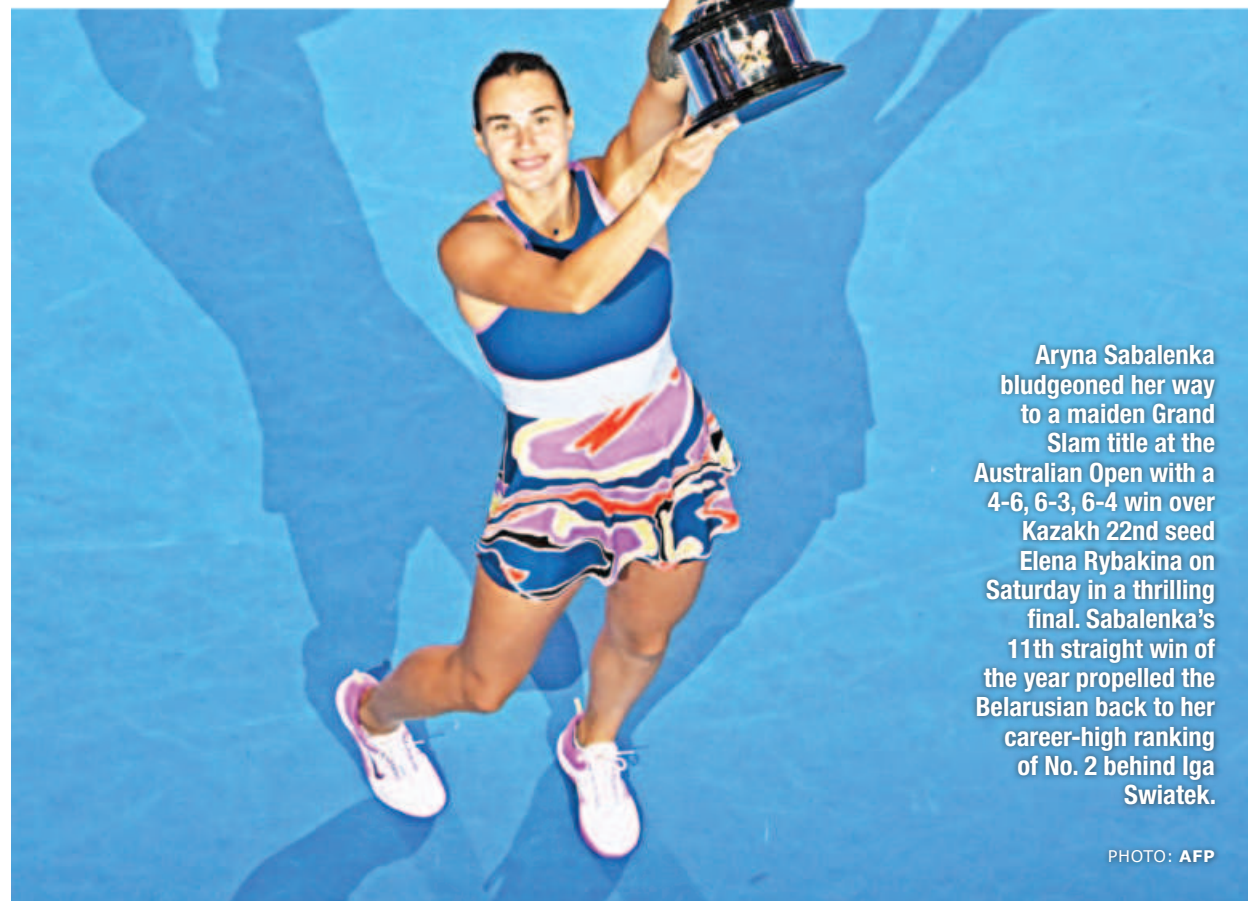 Aryna Sabalenka
bludgeoned her way
to a maiden Grand
Slam title at the
Australian Open with a
4-6, 6-3, 6-4 win over
Kazakh 22nd seed
Elena Rybakina on
Saturday in a thrilling
final. Sabalenka’s
11th straight win of
the year propelled the
Belarusian back to her
career-high ranking
of No. 2 behind Iga
Swiatek.
PHOTO: AFP